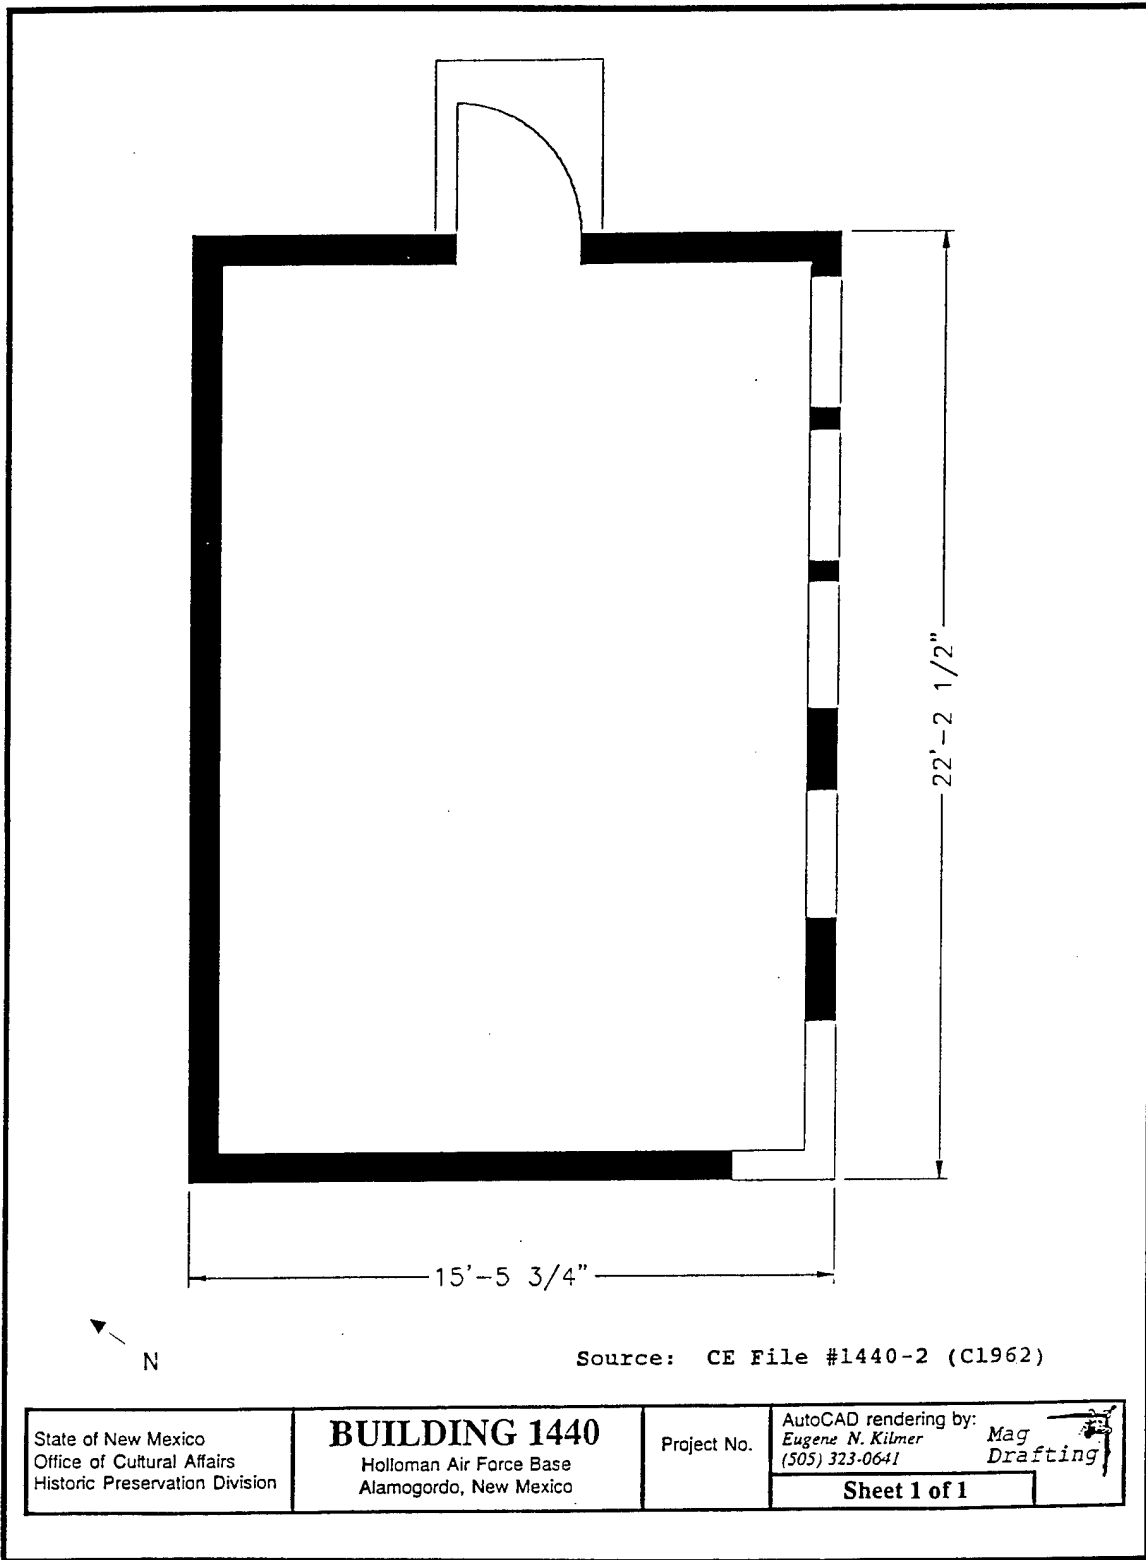 22'-2 1/2"
15'-5 3/4"
N
Source: CE File #1440-2 (C1962)
State of New Mexico
Office of Cultural Affairs
Historic Preservation Division
BUILDING 1440
Holloman Air Force Base
Alamogordo, New Mexico
Project No.
AutoCAD rendering by:
Eugene N. Kilmer
(505) 323-0641
Mag
Drafting
Sheet 1 of 1